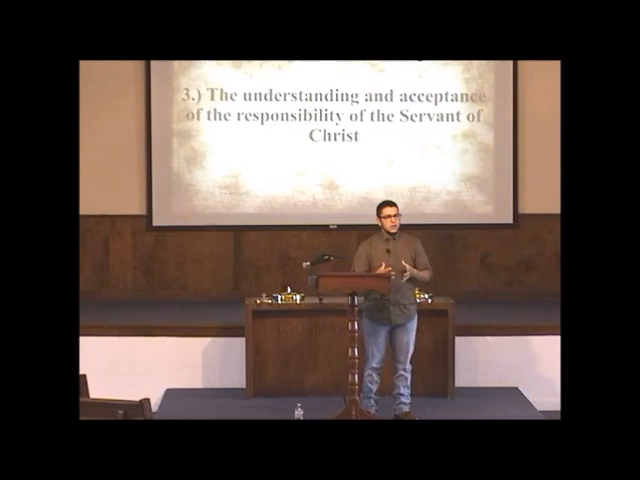 3.) The understanding and acceptance
of the responsibility of the Servant of
Christ